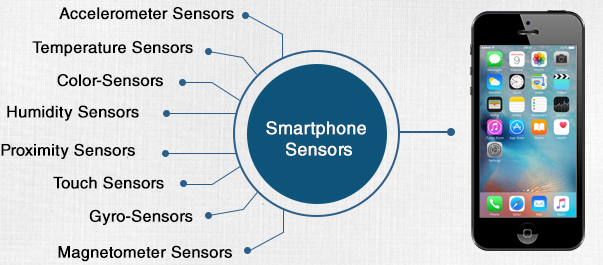 Accelerometer Sensors
Temperature Sensors
Color-Sensors
Humidity Sensors
Proximity Sensors
Touch Sensors
Gyro-Sensors
Magnetometer Sensors
Smartphone
Sensors